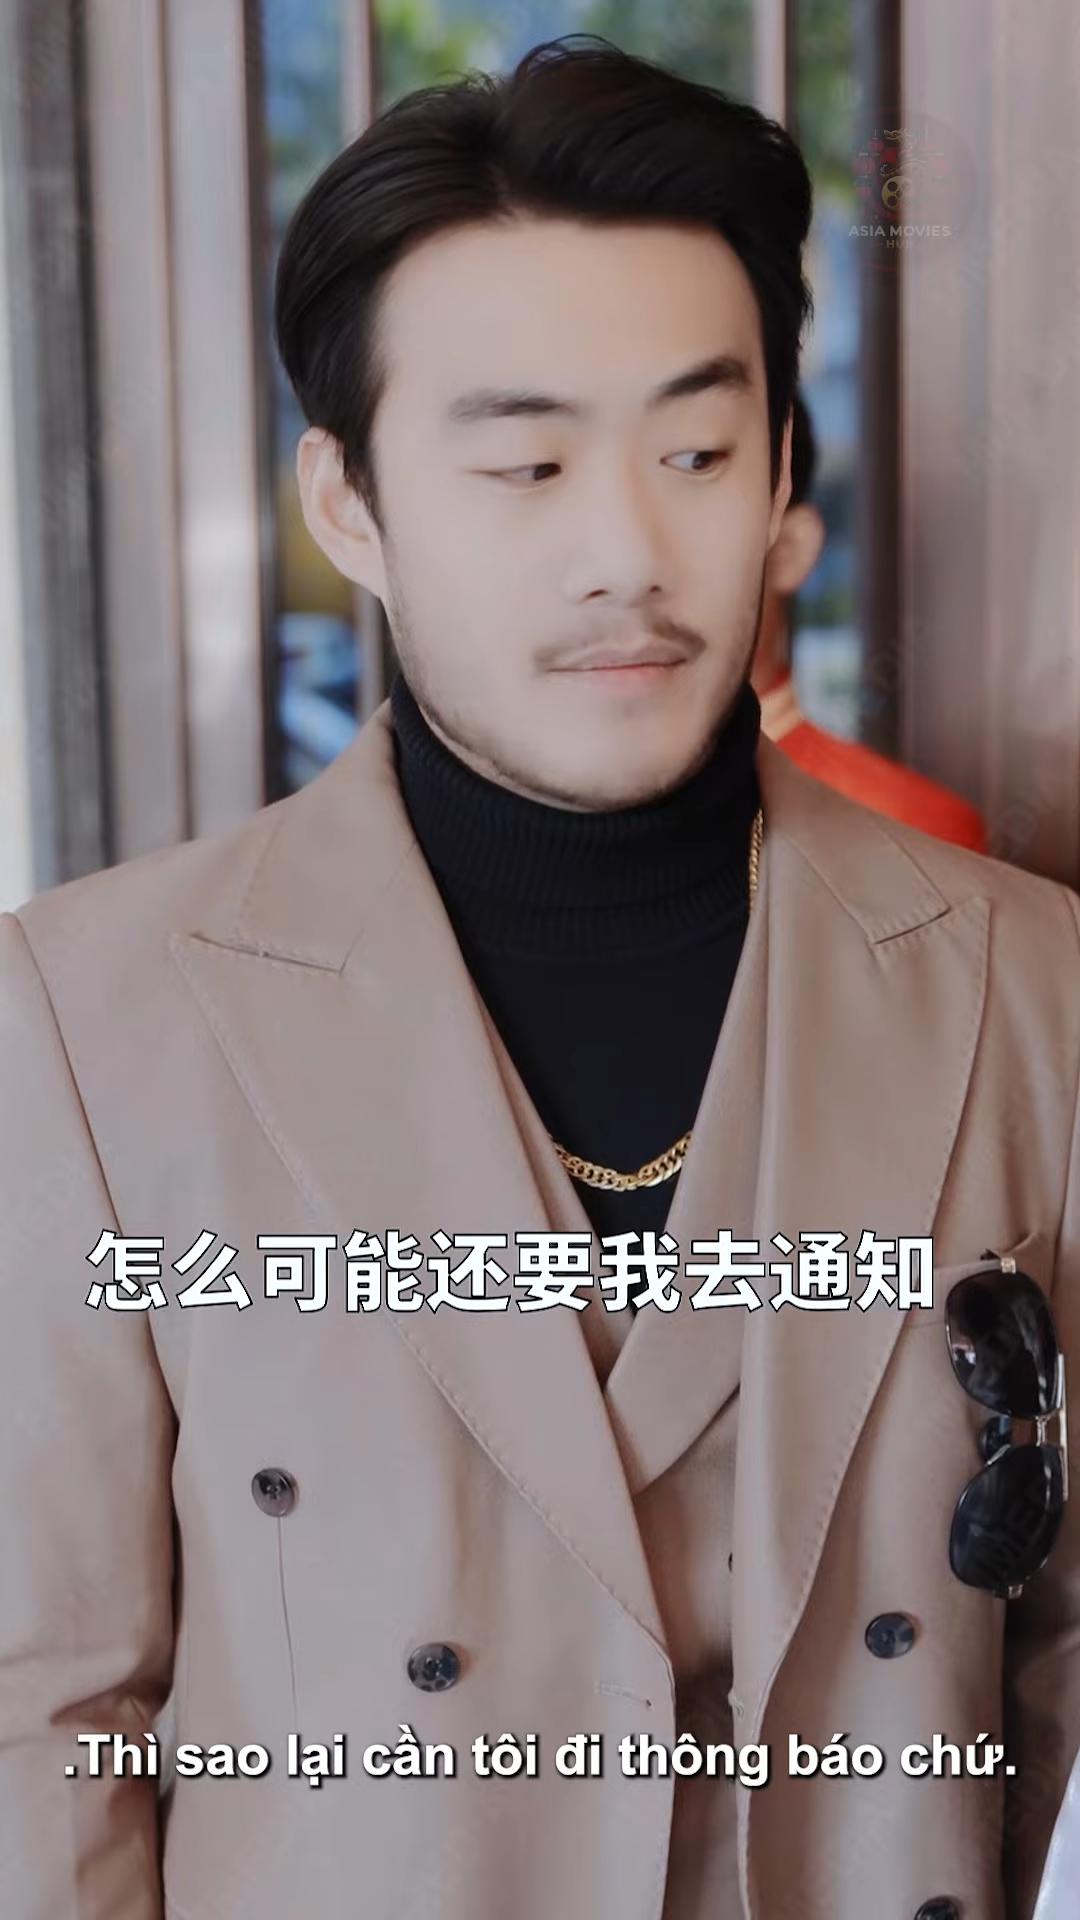 ASIA MOVIES
HUB
怎么可能还要我去通知
.Thì sao lại cần tôi đi thông báo chứ.